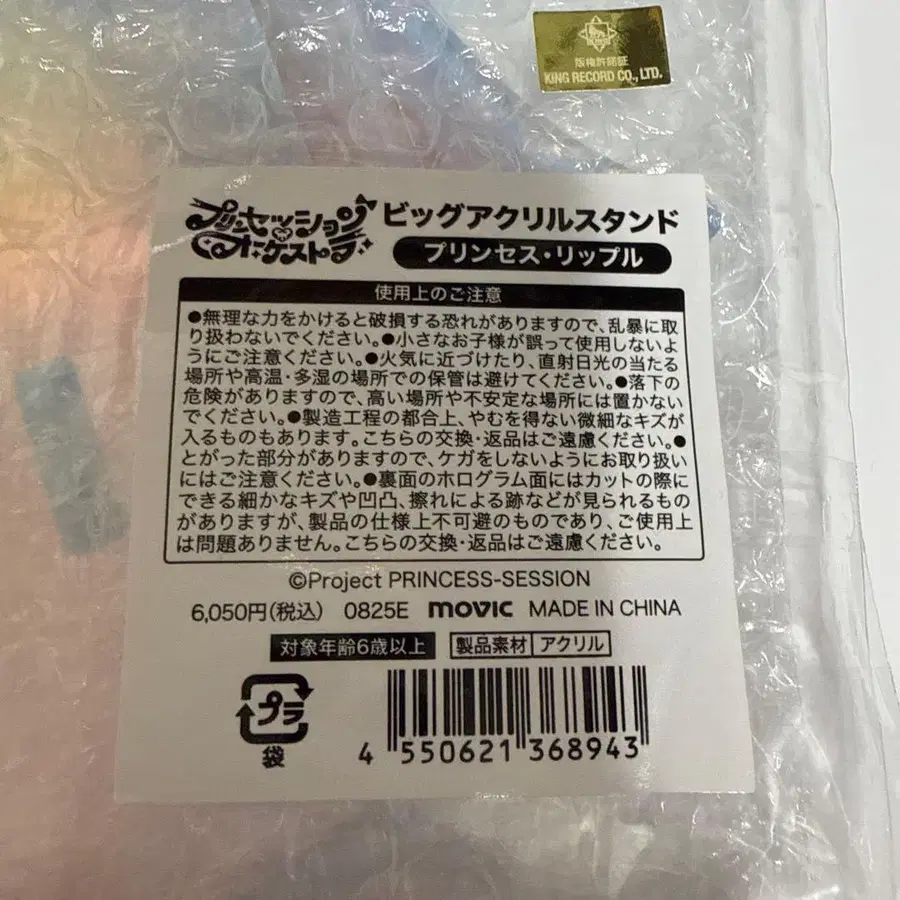 版権許諾証
KING RECORD CO., LTD.
プリンセッション
オーケストラ
ビッグアクリルスタンド
プリンセス・リップル
使用上のご注意
●無理な力をかけると破損する恐れがありますので、乱暴に取
り扱わないでください。●小さなお子様が誤って使用しないよ
うにご注意ください。●火気に近づけたり、直射日光の当たる
場所や高温・多湿の場所での保管は避けてください。●落下の
危険がありますので、高い場所や不安定な場所には置かない
でください。●製造工程の都合上、やむを得ない微細なキズが
入るものもあります。こちらの交換・返品はご遠慮ください。●
とがった部分がありますので、ケガをしないようにお取り扱い
にはご注意ください。●裏面のホログラム面にはカットの際に
できる細かなキズや凹凸、擦れによる跡などが見られるもの
がありますが、製品の仕様上不可避のものであり、ご使用上
は問題ありません。こちらの交換・返品はご遠慮ください。
©Project PRINCESS-SESSION
6,050円(税込) 0825E movic MADE IN CHINA
対象年齢6歳以上 製品素材 アクリル
プラ
袋
4 550621 368943